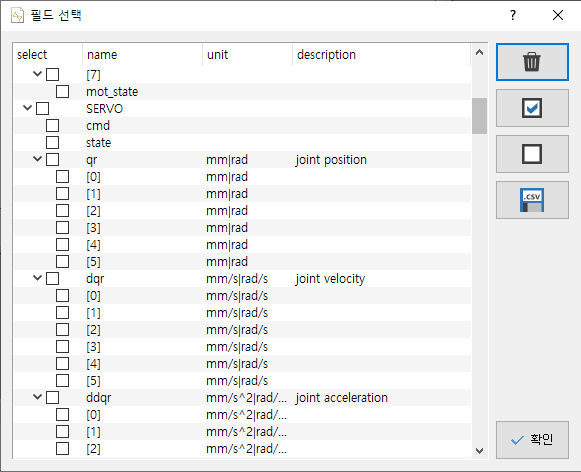 필드 선택
?
select name unit description
[7]
mot_state
SERVO
cmd
state
qr mm|rad joint position
[0] mm|rad
[1] mm|rad
[2] mm|rad
[3] mm|rad
[4] mm|rad
[5] mm|rad
dqr mm/s|rad/s joint velocity
[0] mm/s|rad/s
[1] mm/s|rad/s
[2] mm/s|rad/s
[3] mm/s|rad/s
[4] mm/s|rad/s
[5] mm/s|rad/s
ddqr mm/s^2|rad/... joint acceleration
[0] mm/s^2|rad/...
[1] mm/s^2|rad/...
[2] mm/s^2|rad/...
.CSV
확인